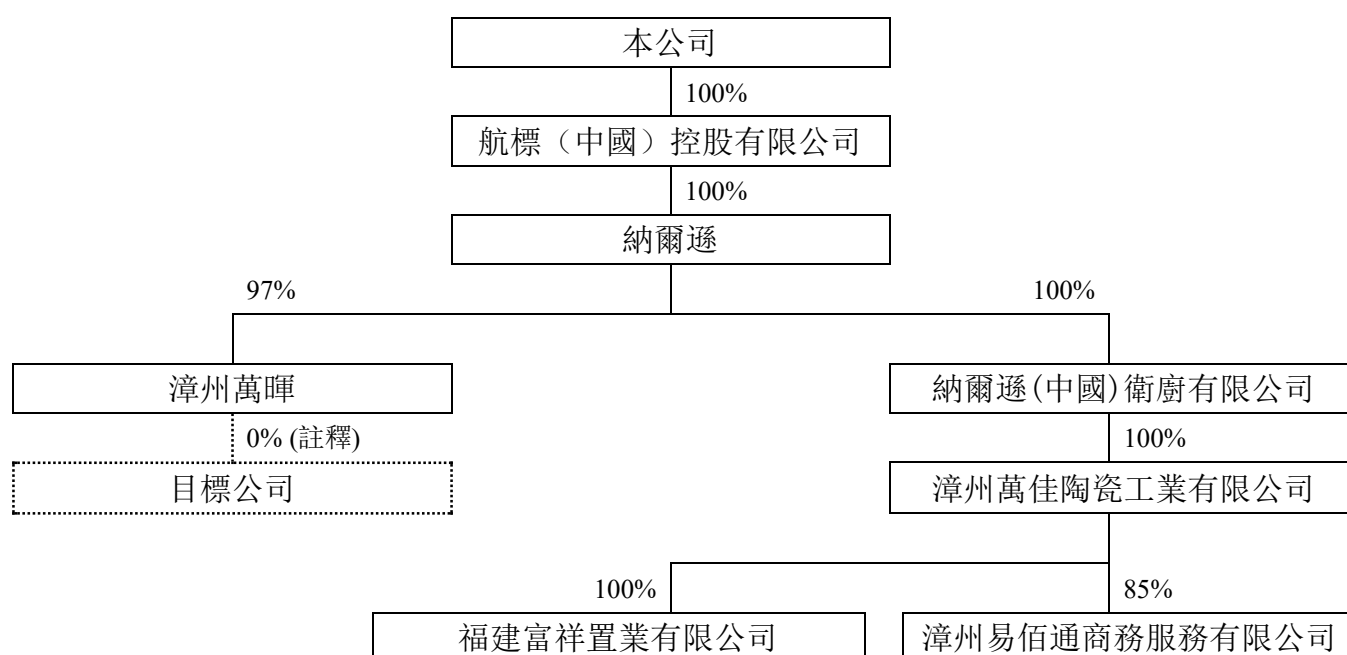 本公司
100%
航標（中國）控股有限公司
100%
納爾遜
97%
100%
漳州萬暉
納爾遜(中國)衛廚有限公司
0% (註釋)
100%
目標公司
漳州萬佳陶瓷工業有限公司
100%
85%
福建富祥置業有限公司
漳州易佰通商務服務有限公司